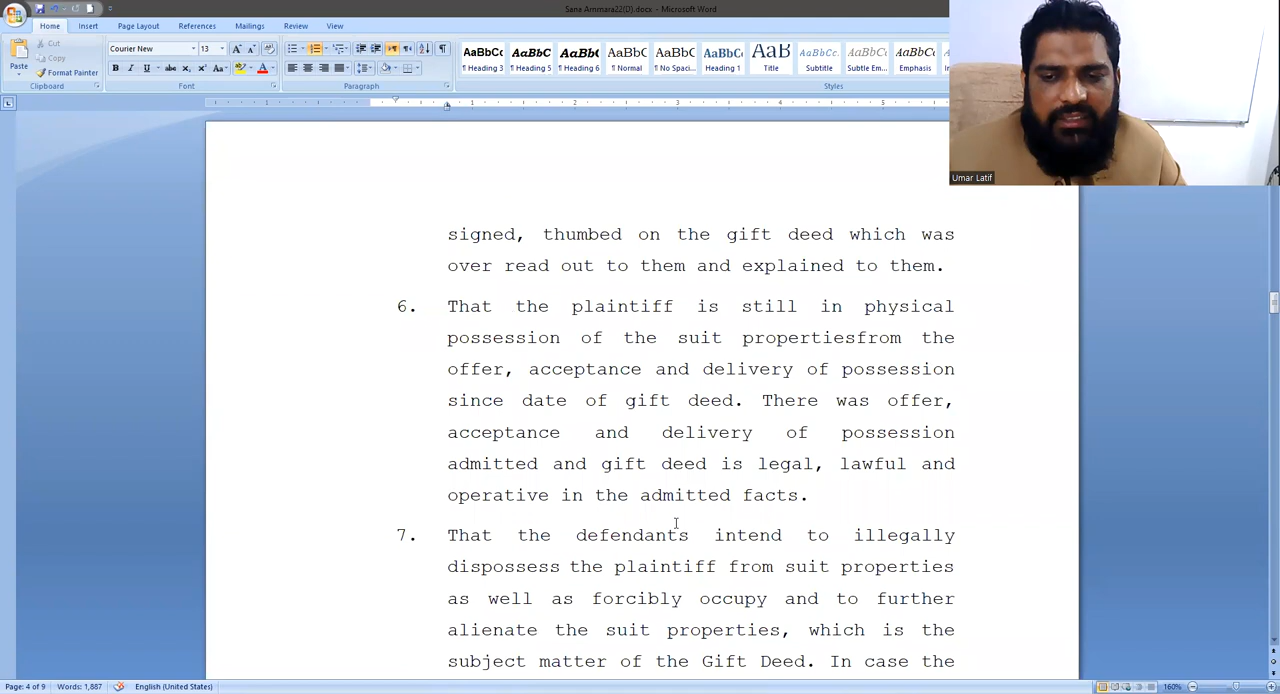 Sana Arnmara22(D).docx - Microsoft Word
Home Insert Page Layout References Mailings Review View
Paste
Cut
Copy
Format Painter
Clipboard
Courier New 13
Font
Paragraph
AaBbCc AaBbC AaBbC AaBbCc AaBbCc AaBbC AaB AaBbCc AaBbCc AaBbCc
¶ Heading 3 ¶ Heading 5 ¶ Heading 6 ¶ Normal ¶ No Spaci... ¶ Heading 1 Title ¶ Subtitle Subtle Em... Emphasis
Styles
Umar Latif
signed, thumbed on the gift deed which was
over read out to them and explained to them.
6. That the plaintiff is still in physical
possession of the suit propertiesfrom the
offer, acceptance and delivery of possession
since date of gift deed. There was offer,
acceptance and delivery of possession
admitted and gift deed is legal, lawful and
operative in the admitted facts.
7. That the defendants intend to illegally
dispossess the plaintiff from suit properties
as well as forcibly occupy and to further
alienate the suit properties, which is the
subject matter of the Gift Deed. In case the
Page: 4 of 9 Words: 1,887 English (United States) 160%